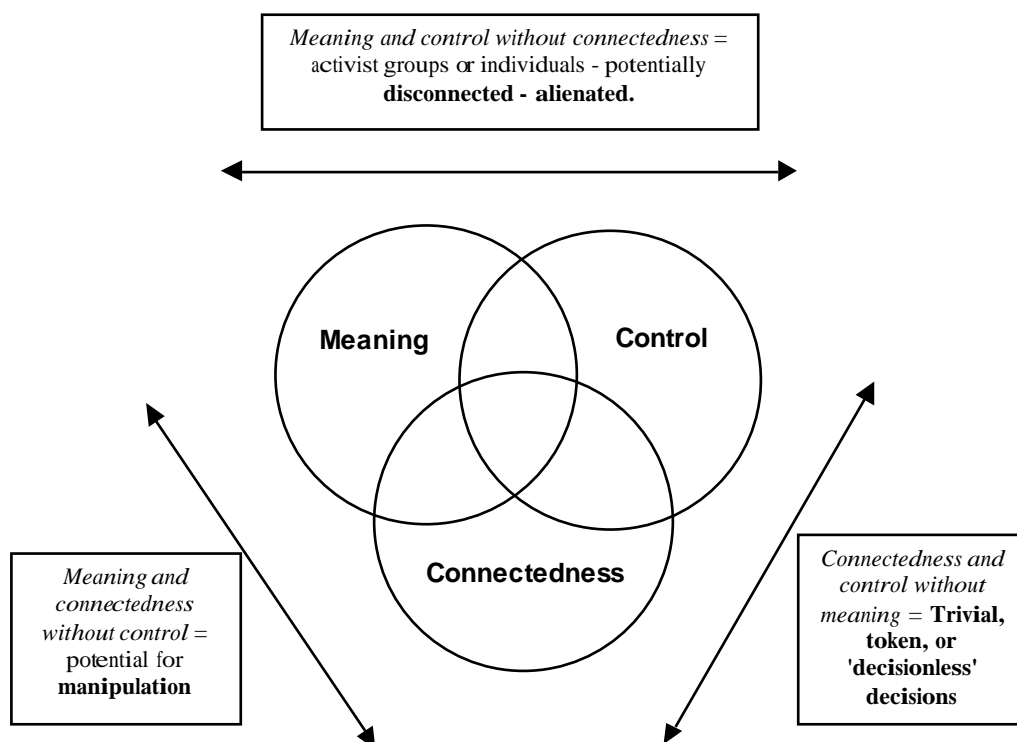 Meaning and control without connectedness =
activist groups or individuals - potentially
disconnected - alienated.
Meaning
Control
Connectedness
Meaning and
connectedness
without control =
potential for
manipulation
Connectedness and
control without
meaning = Trivial,
token, or
'decisionless'
decisions